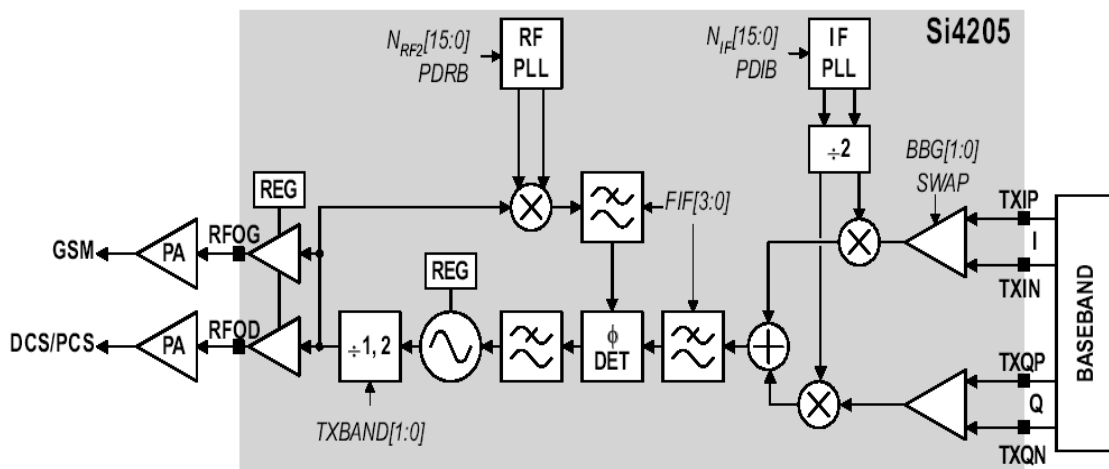 Si4205
N_RF2[15:0]
PDRB
RF
PLL
N_IF[15:0]
PDIB
IF
PLL
÷2
BBG[1:0]
SWAP
REG
FIF[3:0]
TXIP
I
TXIN
GSM
PA
RFOG
REG
DCS/PCS
PA
RFOD
÷1, 2
ϕ
DET
TXBAND[1:0]
TXQP
Q
TXQN
BASEBAND